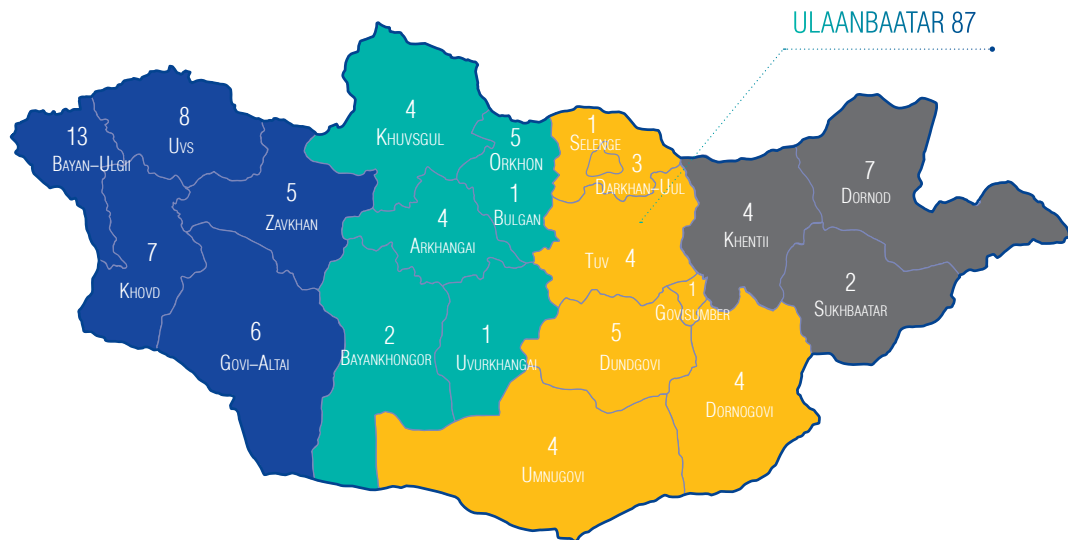 ULAANBAATAR 87
13
BAYAN–ULGII
8
UVS
5
ZAVKHAN
7
KHOVD
6
GOVI–ALTAI
4
KHUVSGUL
5
ORKHON
1
BULGAN
4
ARKHANGAI
2
BAYANKHONGOR
1
UVURKHANGAI
1
SELENGE
3
DARKHAN–UUL
TUV 4
1
GOVISUMBER
5
DUNDGOVI
4
DORNOGOVI
4
UMNUGOVI
4
KHENTII
7
DORNOD
2
SUKHBAATAR